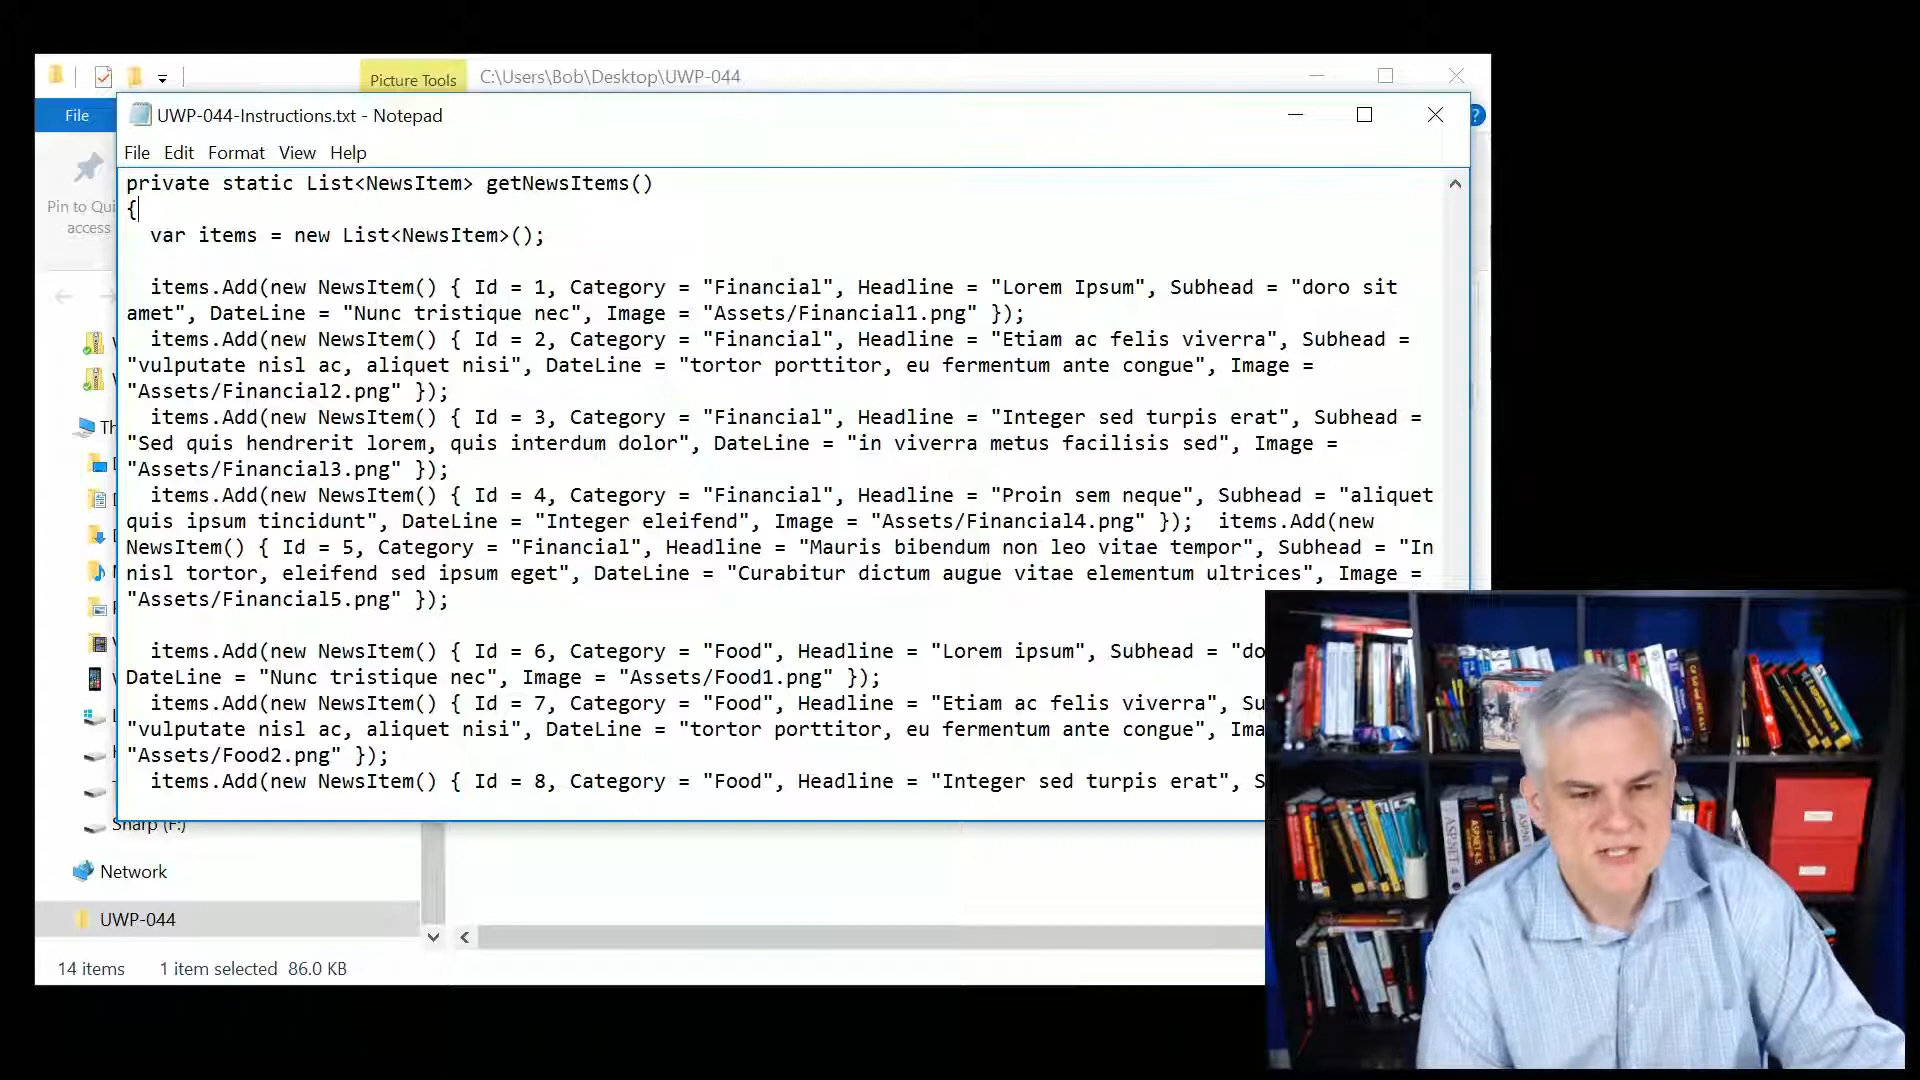 Picture Tools
C:\Users\Bob\Desktop\UWP-044
File
UWP-044-Instructions.txt - Notepad
File Edit Format View Help
Pin to Qui
access
private static List<NewsItem> getNewsItems()
{
var items = new List<NewsItem>();
items.Add(new NewsItem() { Id = 1, Category = "Financial", Headline = "Lorem Ipsum", Subhead = "doro sit
amet", DateLine = "Nunc tristique nec", Image = "Assets/Financial1.png" });
items.Add(new NewsItem() { Id = 2, Category = "Financial", Headline = "Etiam ac felis viverra", Subhead =
"vulputate nisl ac, aliquet nisi", DateLine = "tortor porttitor, eu fermentum ante congue", Image =
"Assets/Financial2.png" });
items.Add(new NewsItem() { Id = 3, Category = "Financial", Headline = "Integer sed turpis erat", Subhead =
"Sed quis hendrerit lorem, quis interdum dolor", DateLine = "in viverra metus facilisis sed", Image =
"Assets/Financial3.png" });
items.Add(new NewsItem() { Id = 4, Category = "Financial", Headline = "Proin sem neque", Subhead = "aliquet
quis ipsum tincidunt", DateLine = "Integer eleifend", Image = "Assets/Financial4.png" });  items.Add(new
NewsItem() { Id = 5, Category = "Financial", Headline = "Mauris bibendum non leo vitae tempor", Subhead = "In
nisl tortor, eleifend sed ipsum eget", DateLine = "Curabitur dictum augue vitae elementum ultrices", Image =
"Assets/Financial5.png" });
items.Add(new NewsItem() { Id = 6, Category = "Food", Headline = "Lorem ipsum", Subhead = "do
DateLine = "Nunc tristique nec", Image = "Assets/Food1.png" });
items.Add(new NewsItem() { Id = 7, Category = "Food", Headline = "Etiam ac felis viverra", Su
"vulputate nisl ac, aliquet nisi", DateLine = "tortor porttitor, eu fermentum ante congue", Ima
"Assets/Food2.png" });
items.Add(new NewsItem() { Id = 8, Category = "Food", Headline = "Integer sed turpis erat", S
Th
Sharp (F:)
Network
UWP-044
14 items 1 item selected 86.0 KB